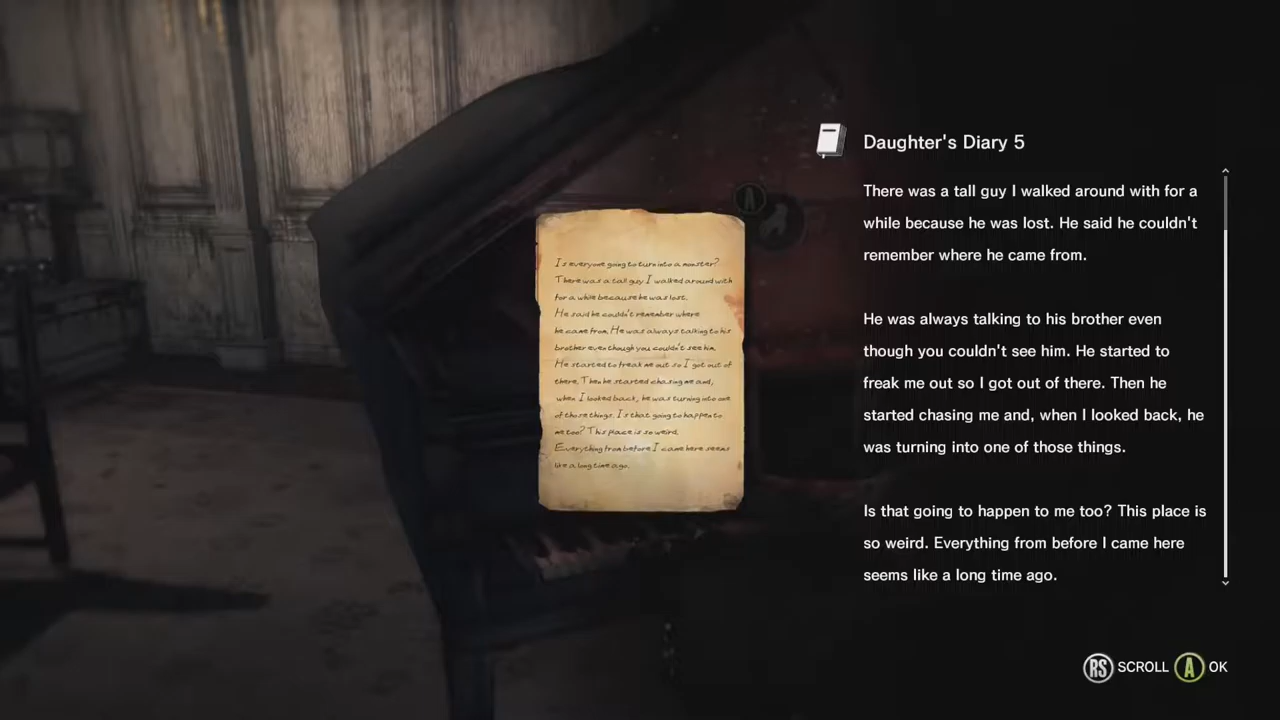 Daughter's Diary 5
There was a tall guy I walked around with for a
while because he was lost. He said he couldn't
remember where he came from.
He was always talking to his brother even
though you couldn't see him. He started to
freak me out so I got out of there. Then he
started chasing me and, when I looked back, he
was turning into one of those things.
Is that going to happen to me too? This place is
so weird. Everything from before I came here
seems like a long time ago.
Is everyone going to turn into a monster?
There was a tall guy I walked around with
for a while because he was lost.
He said he couldn't remember where
he came from. He was always talking to his
brother even though you couldn't see him.
He started to freak me out so I got out of
there. Then he started chasing me and,
when I looked back, he was turning into one
of those things. Is that going to happen to
me too? This place is so weird.
Everything from before I came here seems
like a long time ago.
A
RS SCROLL A OK